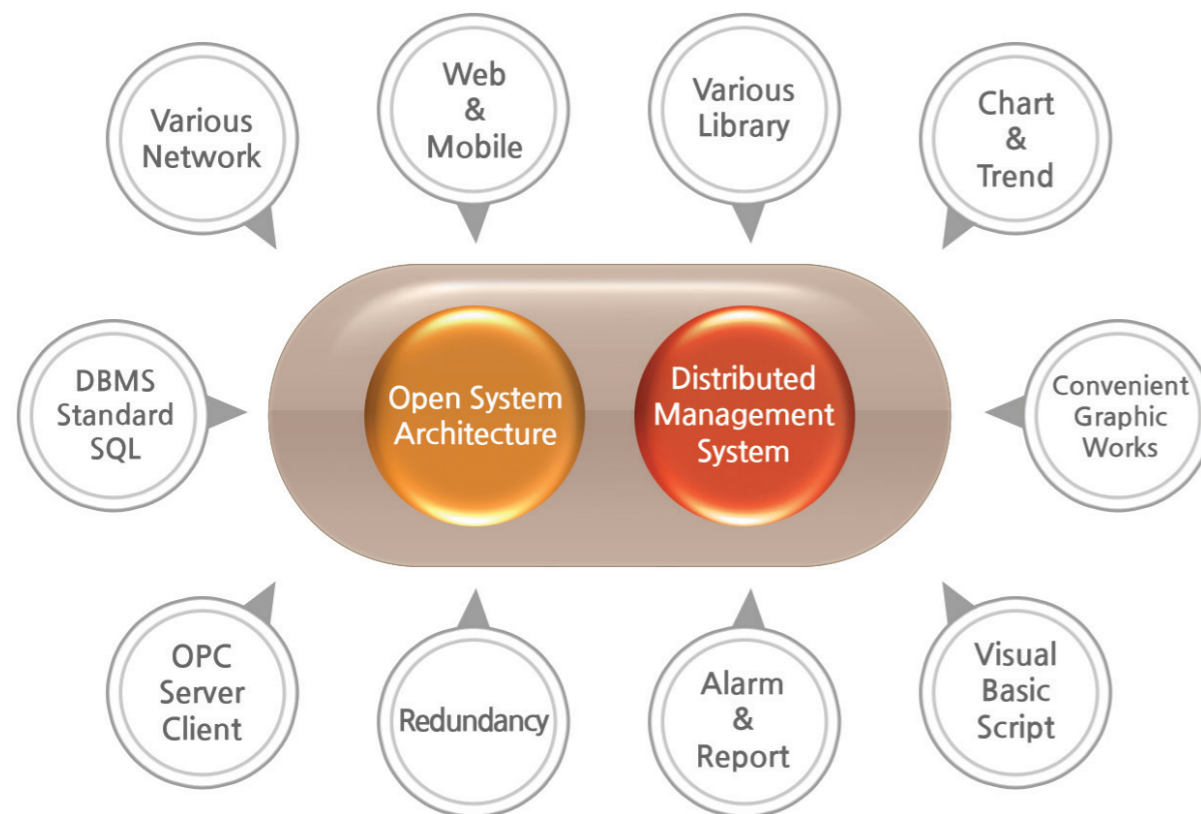 Various
Network
Web
&
Mobile
Various
Library
Chart
&
Trend
DBMS
Standard
SQL
Open System
Architecture
Distributed
Management
System
Convenient
Graphic
Works
OPC
Server
Client
Redundancy
Alarm
&
Report
Visual
Basic
Script